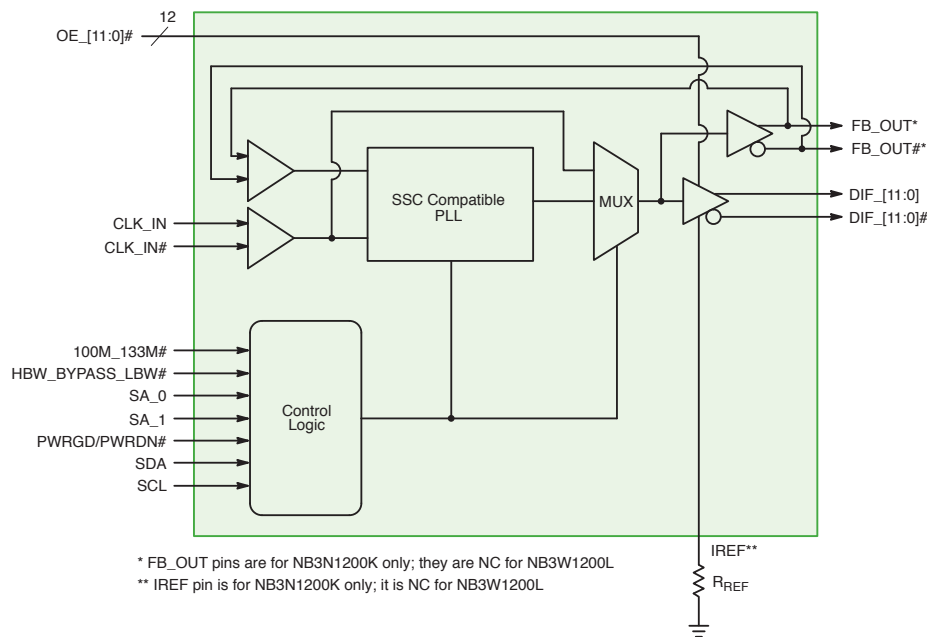 12
OE_[11:0]#
FB_OUT*
FB_OUT#*
SSC Compatible
PLL
MUX
DIF_[11:0]
DIF_[11:0]#
CLK_IN
CLK_IN#
100M_133M#
HBW_BYPASS_LBW#
SA_0
SA_1
PWRGD/PWRDN#
SDA
SCL
Control
Logic
IREF**
RREF
* FB_OUT pins are for NB3N1200K only; they are NC for NB3W1200L
** IREF pin is for NB3N1200K only; it is NC for NB3W1200L